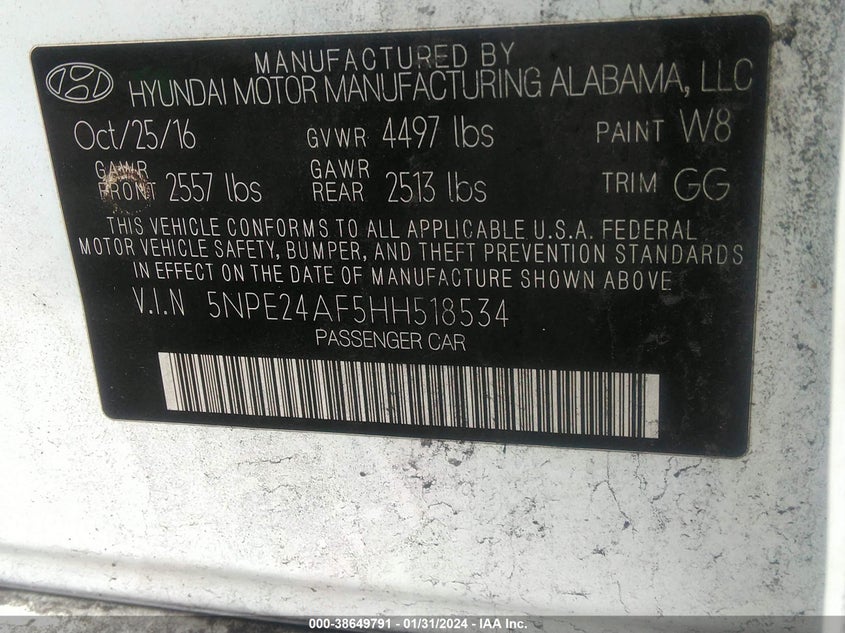 MANUFACTURED BY
HYUNDAI MOTOR MANUFACTURING ALABAMA, LLC
Oct/25/16 GVWR 4497 lbs PAINT W8
GAWR FRONT 2557 lbs GAWR REAR 2513 lbs TRIM GG
THIS VEHICLE CONFORMS TO ALL APPLICABLE U.S.A. FEDERAL
MOTOR VEHICLE SAFETY, BUMPER, AND THEFT PREVENTION STANDARDS
IN EFFECT ON THE DATE OF MANUFACTURE SHOWN ABOVE
V.I.N 5NPE24AF5HH518534
PASSENGER CAR
000-38649791 - 01/31/2024 - IAA Inc.